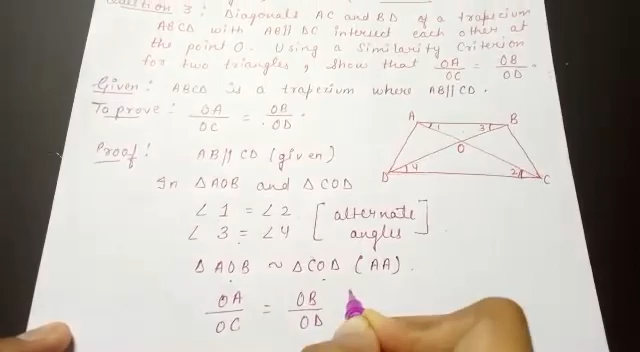 Question 3: Diagonals AC and BD of a trapezium
ABCD with AB || DC intersect each other at
the point O. Using a Similarity Criterion
for two triangles, show that OA/OC = OB/OD.
Given: ABCD is a trapezium where AB || CD.
To prove: OA/OC = OB/OD.
Proof: AB || CD (given)
In ΔAOB and ΔCOD
∠1 = ∠2 [alternate
∠3 = ∠4 angles]
ΔAOB ~ ΔCOD (AA).
OA/OC = OB/OD
A B
1 3
O
4 2
D C